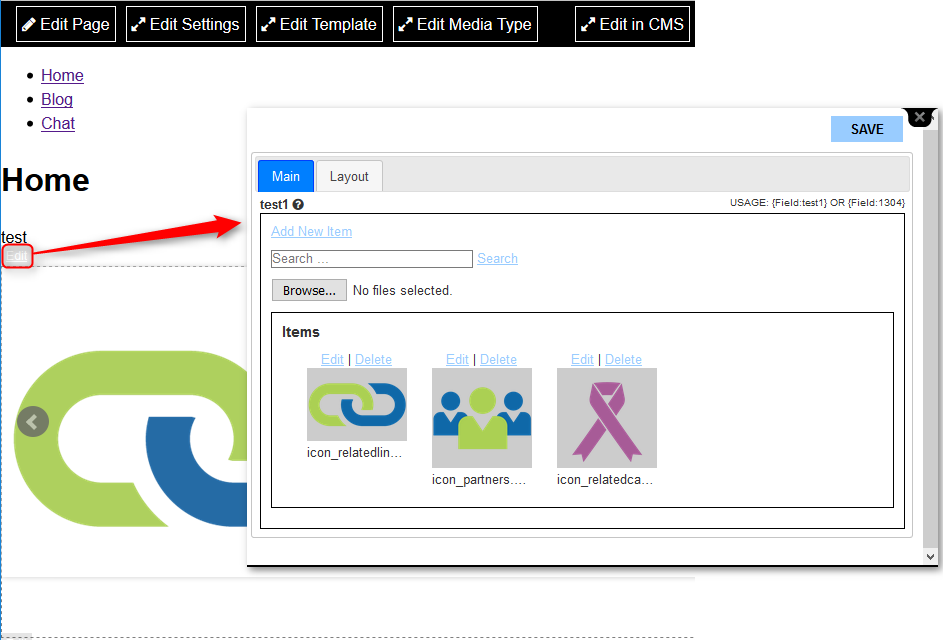 Edit Page Edit Settings Edit Template Edit Media Type Edit in CMS
Home
Blog
Chat
Home
test
Edit
SAVE
Main Layout
test1 USAGE: {Field:test1} OR {Field:1304}
Add New Item
Search ... Search
Browse... No files selected.
Items
Edit | Delete Edit | Delete Edit | Delete
icon_relatedlin... icon_partners.... icon_relatedca...